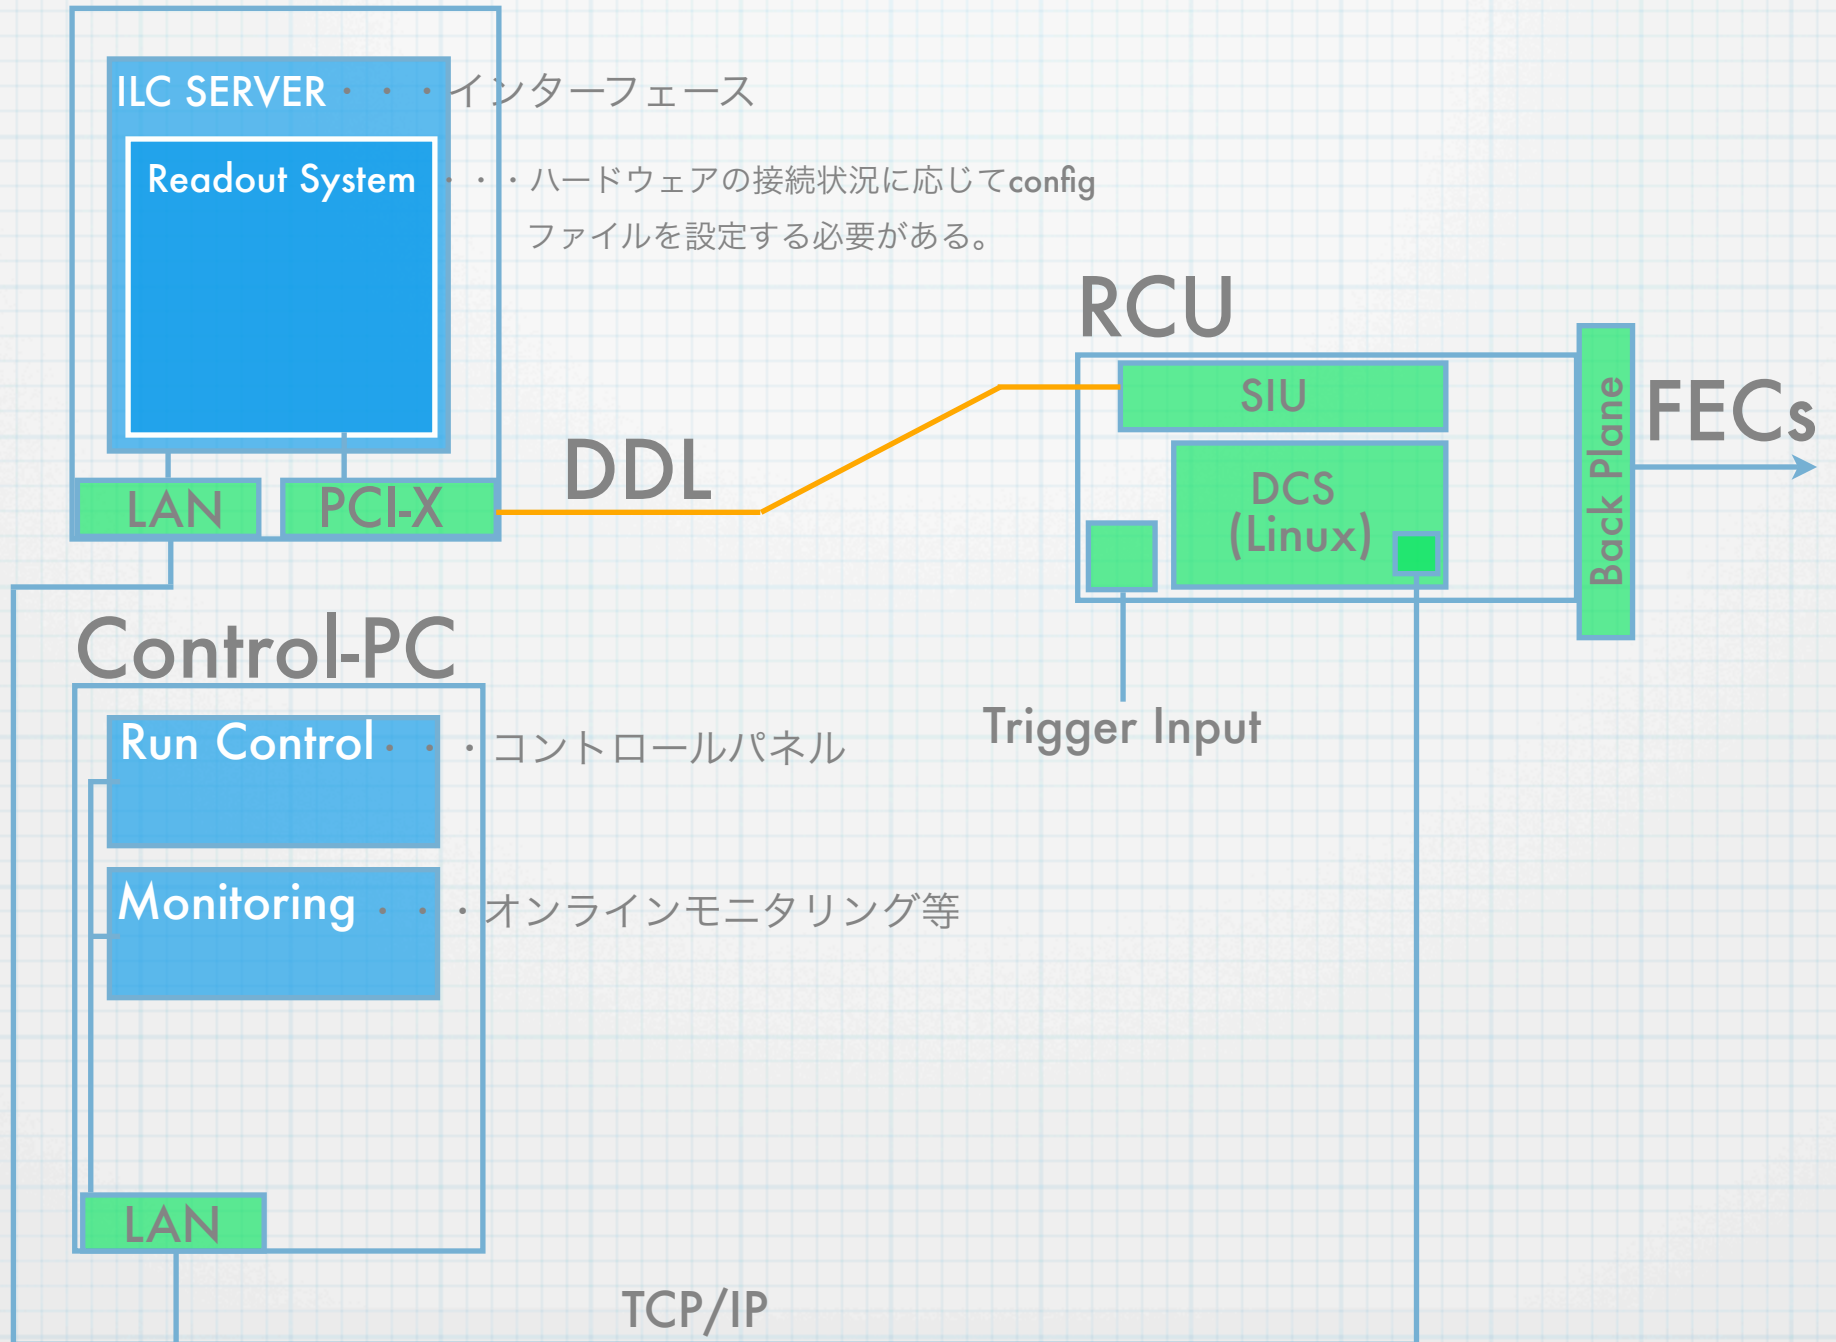 ILC SERVER・・・インターフェース
Readout System・・・ハードウェアの接続状況に応じてconfig
ファイルを設定する必要がある。
RCU
SIU
FECs
Back Plane
DDL
DCS
(Linux)
LAN
PCI-X
Control-PC
Run Control・・・コントロールパネル
Trigger Input
Monitoring・・・オンラインモニタリング等
LAN
TCP/IP